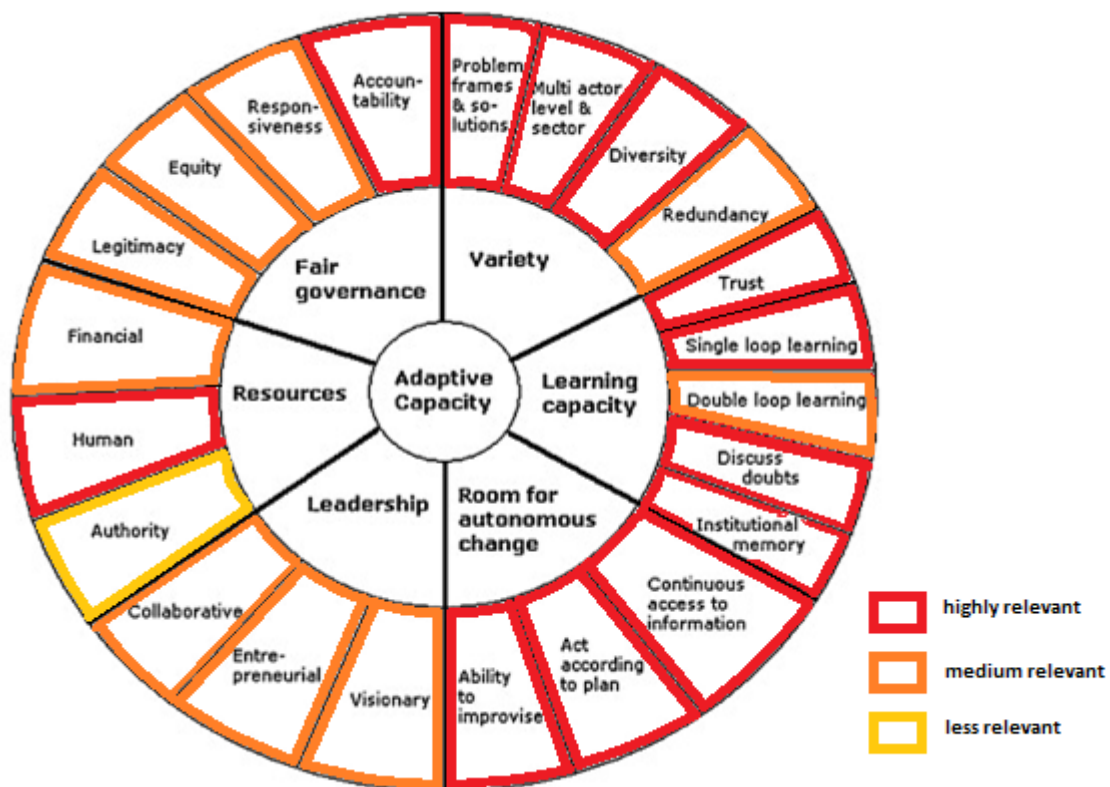 Accoun-
tability
Problem
frames
& so-
lutions
Multi actor
level &
sector
Diversity
Redundancy
Trust
Single loop learning
Double loop learning
Discuss
doubts
Institutional
memory
Continuous
access to
information
Act
according
to plan
Ability
to
improvise
Visionary
Entre-
preneurial
Collaborative
Authority
Human
Financial
Legitimacy
Equity
Respon-
siveness
Fair
governance
Variety
Learning
capacity
Room for
autonomous
change
Leadership
Resources
Adaptive
Capacity
highly relevant
medium relevant
less relevant